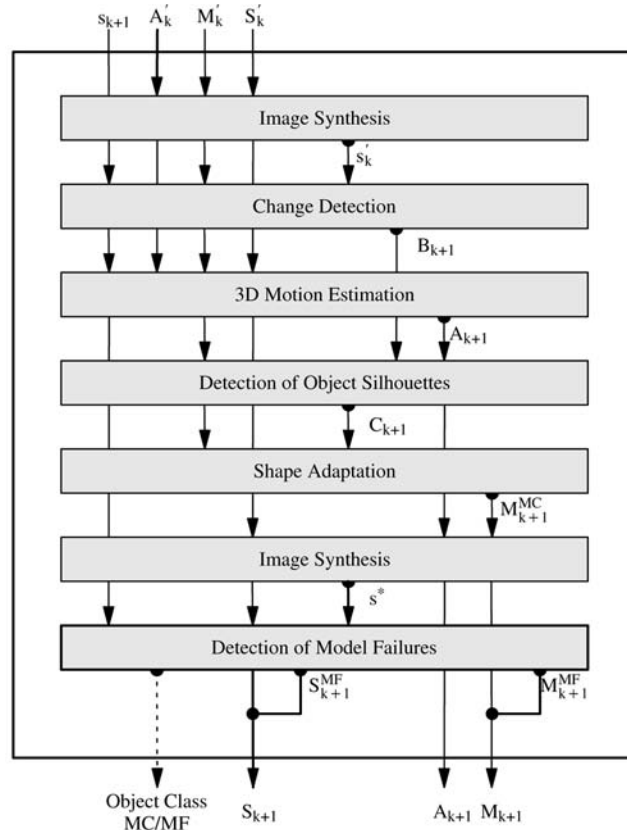 s_{k+1} A'_k M'_k S'_k
Image Synthesis
s'_k
Change Detection
B_{k+1}
3D Motion Estimation
A_{k+1}
Detection of Object Silhouettes
C_{k+1}
Shape Adaptation
M^{MC}_{k+1}
Image Synthesis
s^*
Detection of Model Failures
S^{MF}_{k+1} M^{MF}_{k+1}
Object Class
MC/MF
S_{k+1} A_{k+1} M_{k+1}